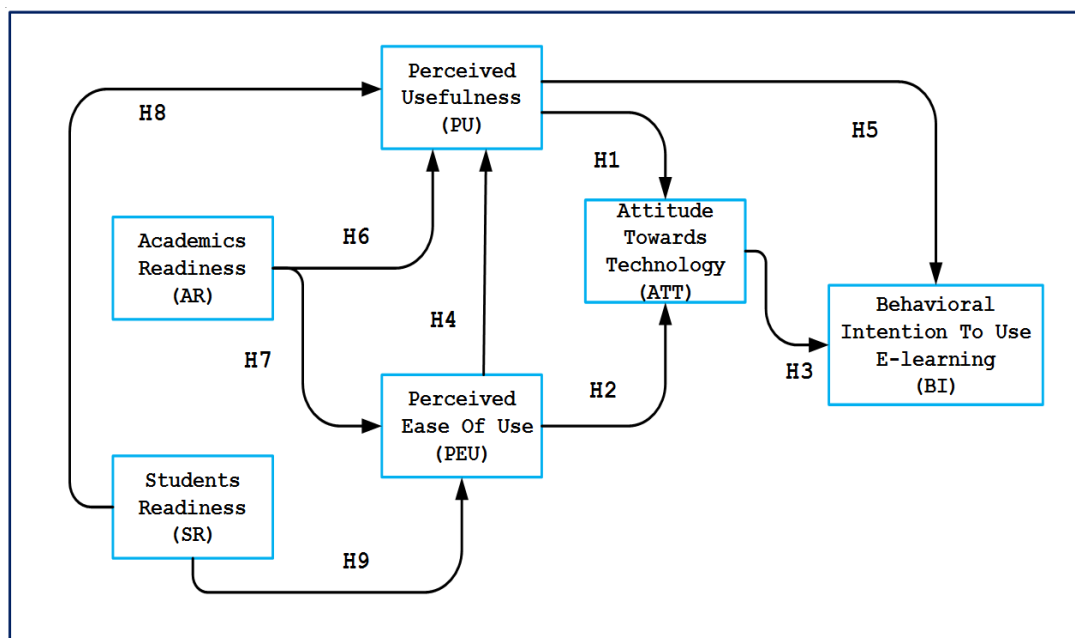 Perceived
Usefulness
(PU)
H8
H5
H1
Attitude
Towards
Technology
(ATT)
Academics
Readiness
(AR)
H6
H4
Behavioral
Intention To Use
E-learning
(BI)
H7
H3
Perceived
Ease Of Use
(PEU)
H2
Students
Readiness
(SR)
H9